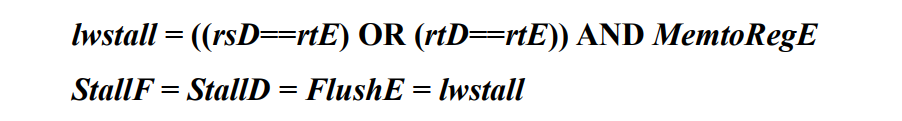 lwstall = ((rsD==rtE) OR (rtD==rtE)) AND MemtoRegE
StallF = StallD = FlushE = lwstall